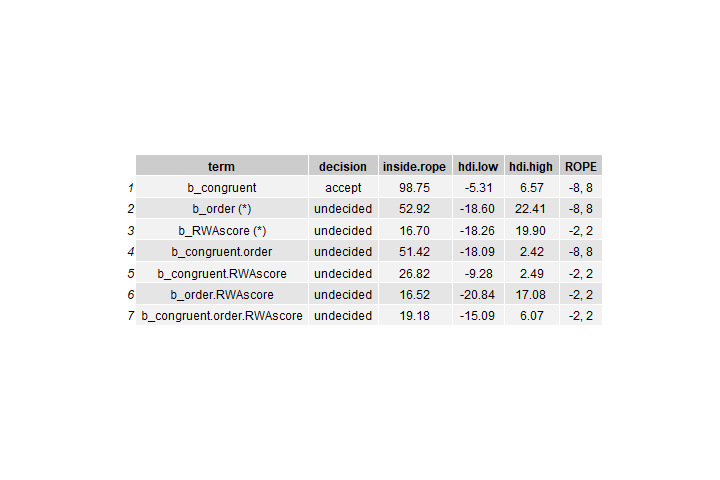 term decision inside.rope hdi.low hdi.high ROPE
1 b_congruent accept 98.75 -5.31 6.57 -8, 8
2 b_order (*) undecided 52.92 -18.60 22.41 -8, 8
3 b_RWAscore (*) undecided 16.70 -18.26 19.90 -2, 2
4 b_congruent.order undecided 51.42 -18.09 2.42 -8, 8
5 b_congruent.RWAscore undecided 26.82 -9.28 2.49 -2, 2
6 b_order.RWAscore undecided 16.52 -20.84 17.08 -2, 2
7 b_congruent.order.RWAscore undecided 19.18 -15.09 6.07 -2, 2